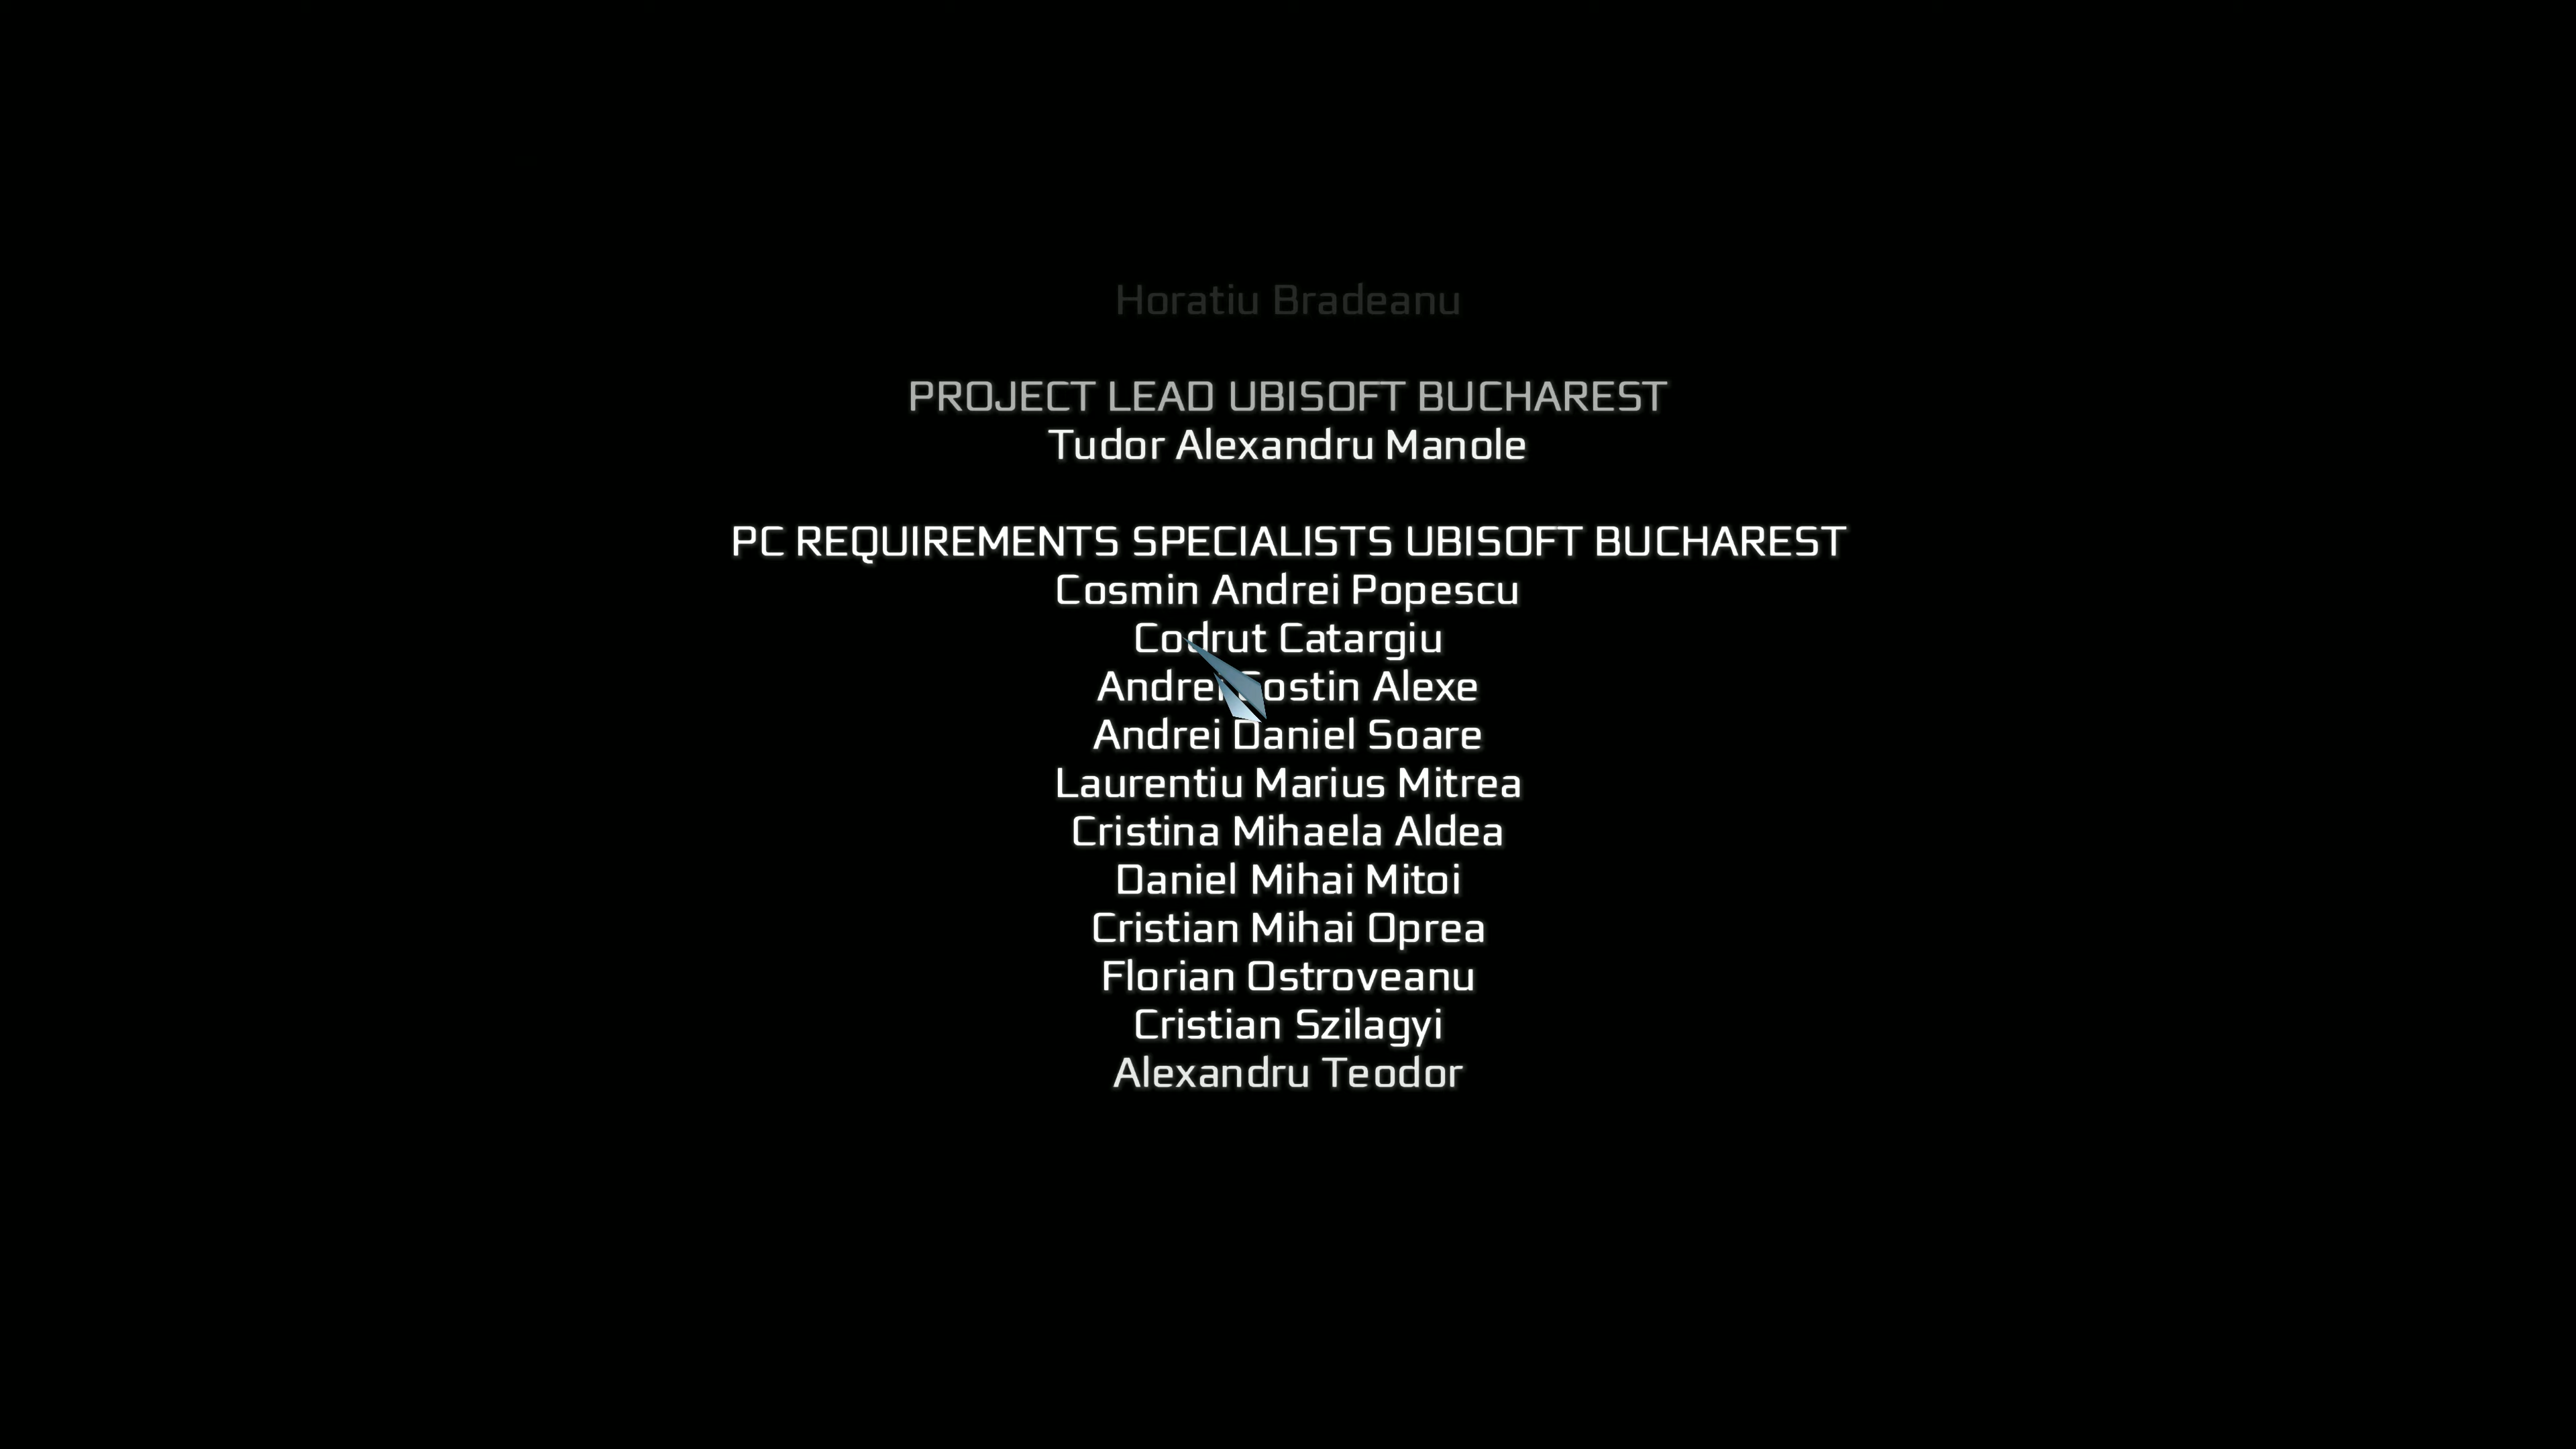 Horatiu Bradeanu
PROJECT LEAD UBISOFT BUCHAREST
Tudor Alexandru Manole
PC REQUIREMENTS SPECIALISTS UBISOFT BUCHAREST
Cosmin Andrei Popescu
Codrut Catargiu
Andrei Costin Alexe
Andrei Daniel Soare
Laurentiu Marius Mitrea
Cristina Mihaela Aldea
Daniel Mihai Mitoi
Cristian Mihai Oprea
Florian Ostroveanu
Cristian Szilagyi
Alexandru Teodor